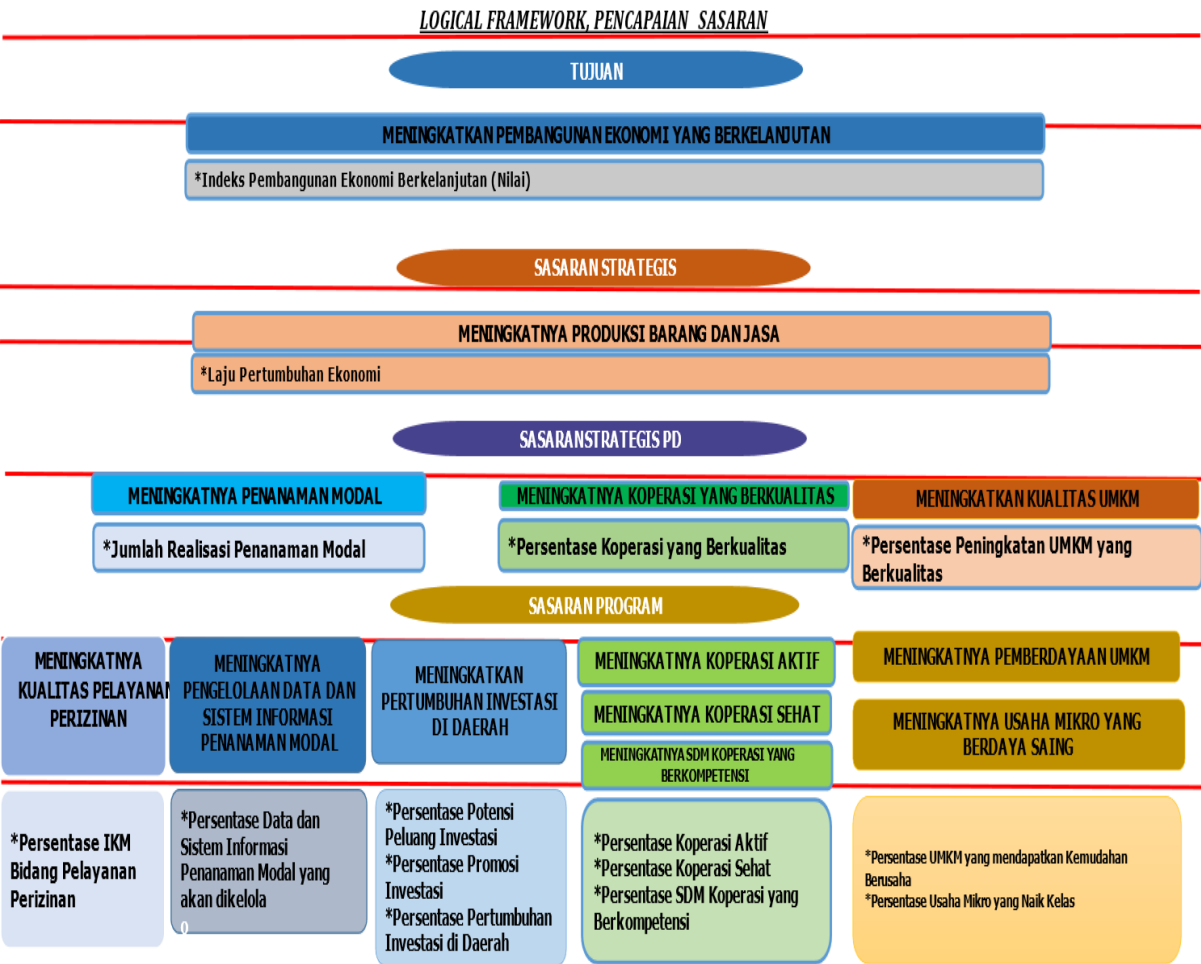 LOGICAL FRAMEWORK, PENCAPAIAN SASARAN
TUJUAN
MENINGKATKAN PEMBANGUNAN EKONOMI YANG BERKELANJUTAN
*Indeks Pembangunan Ekonomi Berkelanjutan (Nilai)
SASARAN STRATEGIS
MENINGKATNYA PRODUKSI BARANG DAN JASA
*Laju Pertumbuhan Ekonomi
SASARANSTRATEGIS PD
MENINGKATNYA PENANAMAN MODAL
*Jumlah Realisasi Penanaman Modal
MENINGKATNYA KOPERASI YANG BERKUALITAS
*Persentase Koperasi yang Berkualitas
MENINGKATKAN KUALITAS UMKM
*Persentase Peningkatan UMKM yang
Berkualitas
SASARAN PROGRAM
MENINGKATNYA
KUALITAS PELAYANAN
PERIZINAN
MENINGKATNYA
PENGELOLAAN DATA DAN
SISTEM INFORMASI
PENANAMAN MODAL
MENINGKATKAN
PERTUMBUHAN INVESTASI
DI DAERAH
MENINGKATNYA KOPERASI AKTIF
MENINGKATNYA KOPERASI SEHAT
MENINGKATNYA SDM KOPERASI YANG
BERKOMPETENSI
MENINGKATNYA PEMBERDAYAAN UMKM
MENINGKATNYA USAHA MIKRO YANG
BERDAYA SAING
*Persentase IKM
Bidang Pelayanan
Perizinan
*Persentase Data dan
Sistem Informasi
Penanaman Modal yang
akan dikelola
*Persentase Potensi
Peluang Investasi
*Persentase Promosi
Investasi
*Persentase Pertumbuhan
Investasi di Daerah
*Persentase Koperasi Aktif
*Persentase Koperasi Sehat
*Persentase SDM Koperasi yang
Berkompetensi
*Persentase UMKM yang mendapatkan Kemudahan
Berusaha
*Persentase Usaha Mikro yang Naik Kelas